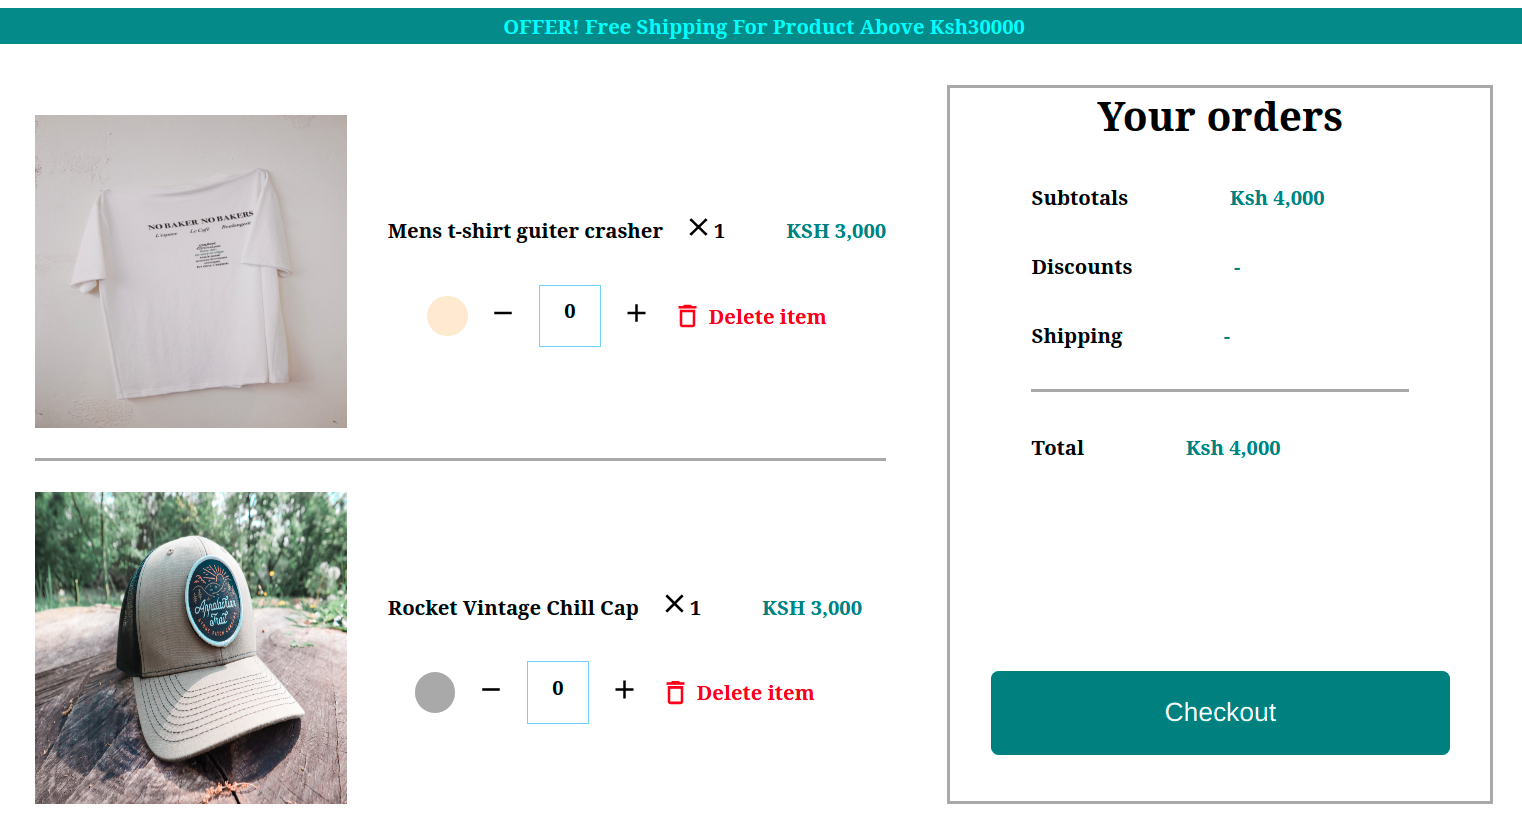 OFFER! Free Shipping For Product Above Ksh30000
NO BAKER NO BAKERS
Mens t-shirt guiter crasher × 1 KSH 3,000
− 0 + Delete item
Appalachian
Trail
Rocket Vintage Chill Cap × 1 KSH 3,000
− 0 + Delete item
Your orders
Subtotals Ksh 4,000
Discounts -
Shipping -
Total Ksh 4,000
Checkout